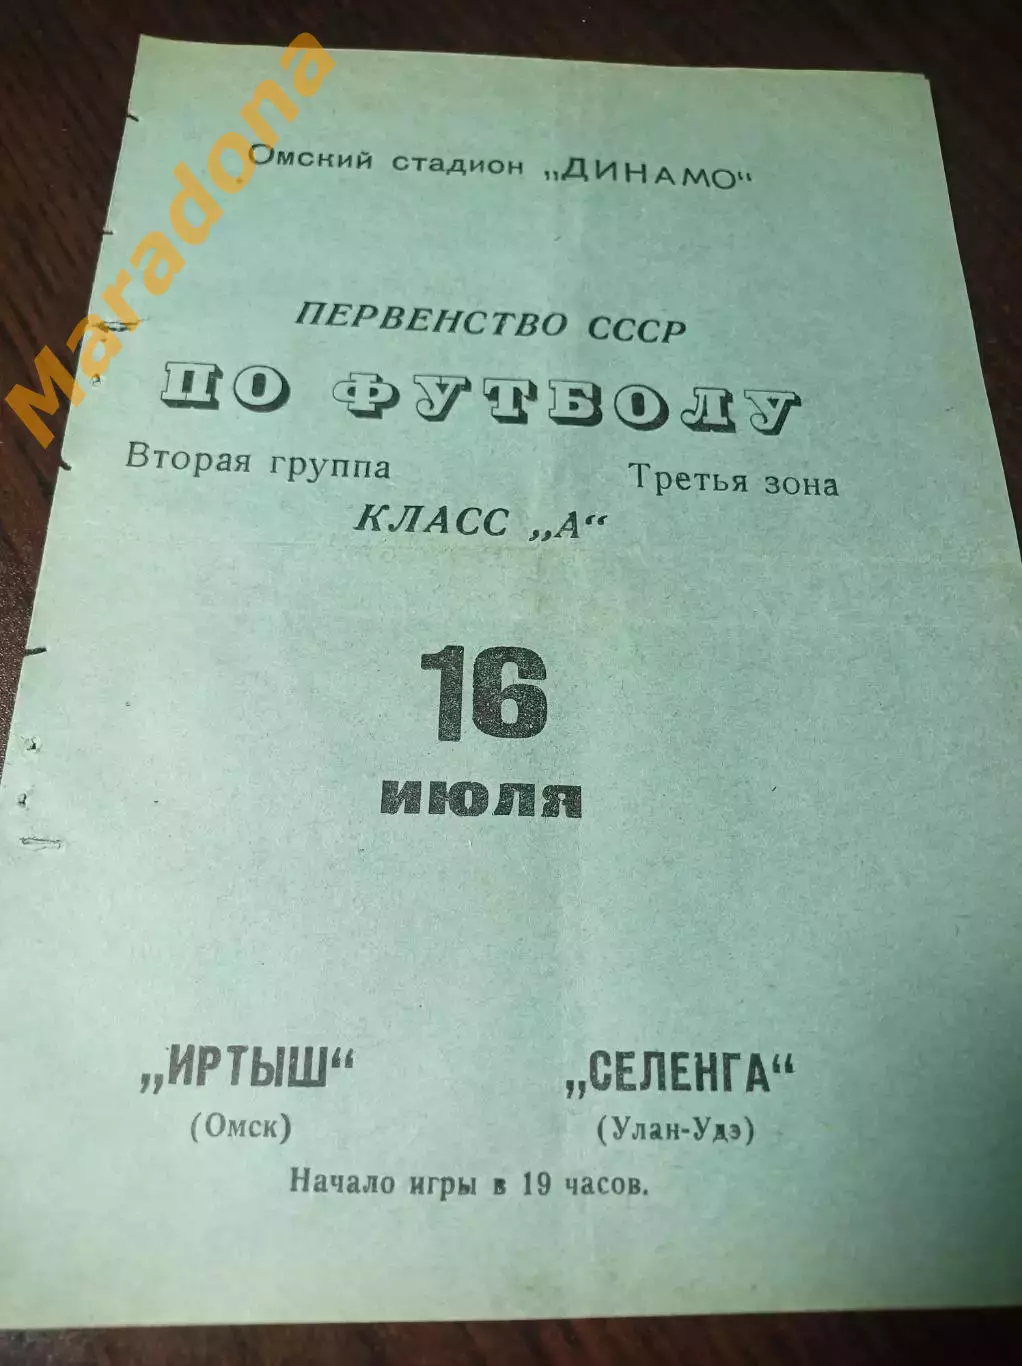 Maradona
Омский стадион „ДИНАМО“
ПЕРВЕНСТВО СССР
ПО ФУТБОЛУ
Вторая группа Третья зона
КЛАСС „А“
16
июля
„ИРТЫШ“ „СЕЛЕНГА“
(Омск) (Улан-Удэ)
Начало игры в 19 часов.